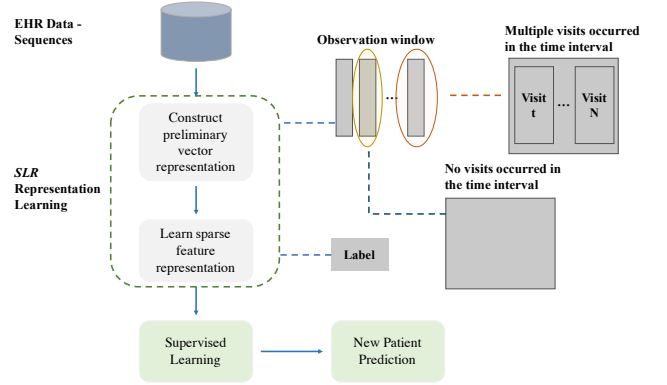 EHR Data -
Sequences
Observation window
Multiple visits occurred
in the time interval
...
Visit
t
...
Visit
N
Construct
preliminary
vector
representation
SLR
Representation
Learning
No visits occurred in
the time interval
Learn sparse
feature
representation
Label
Supervised
Learning
New Patient
Prediction